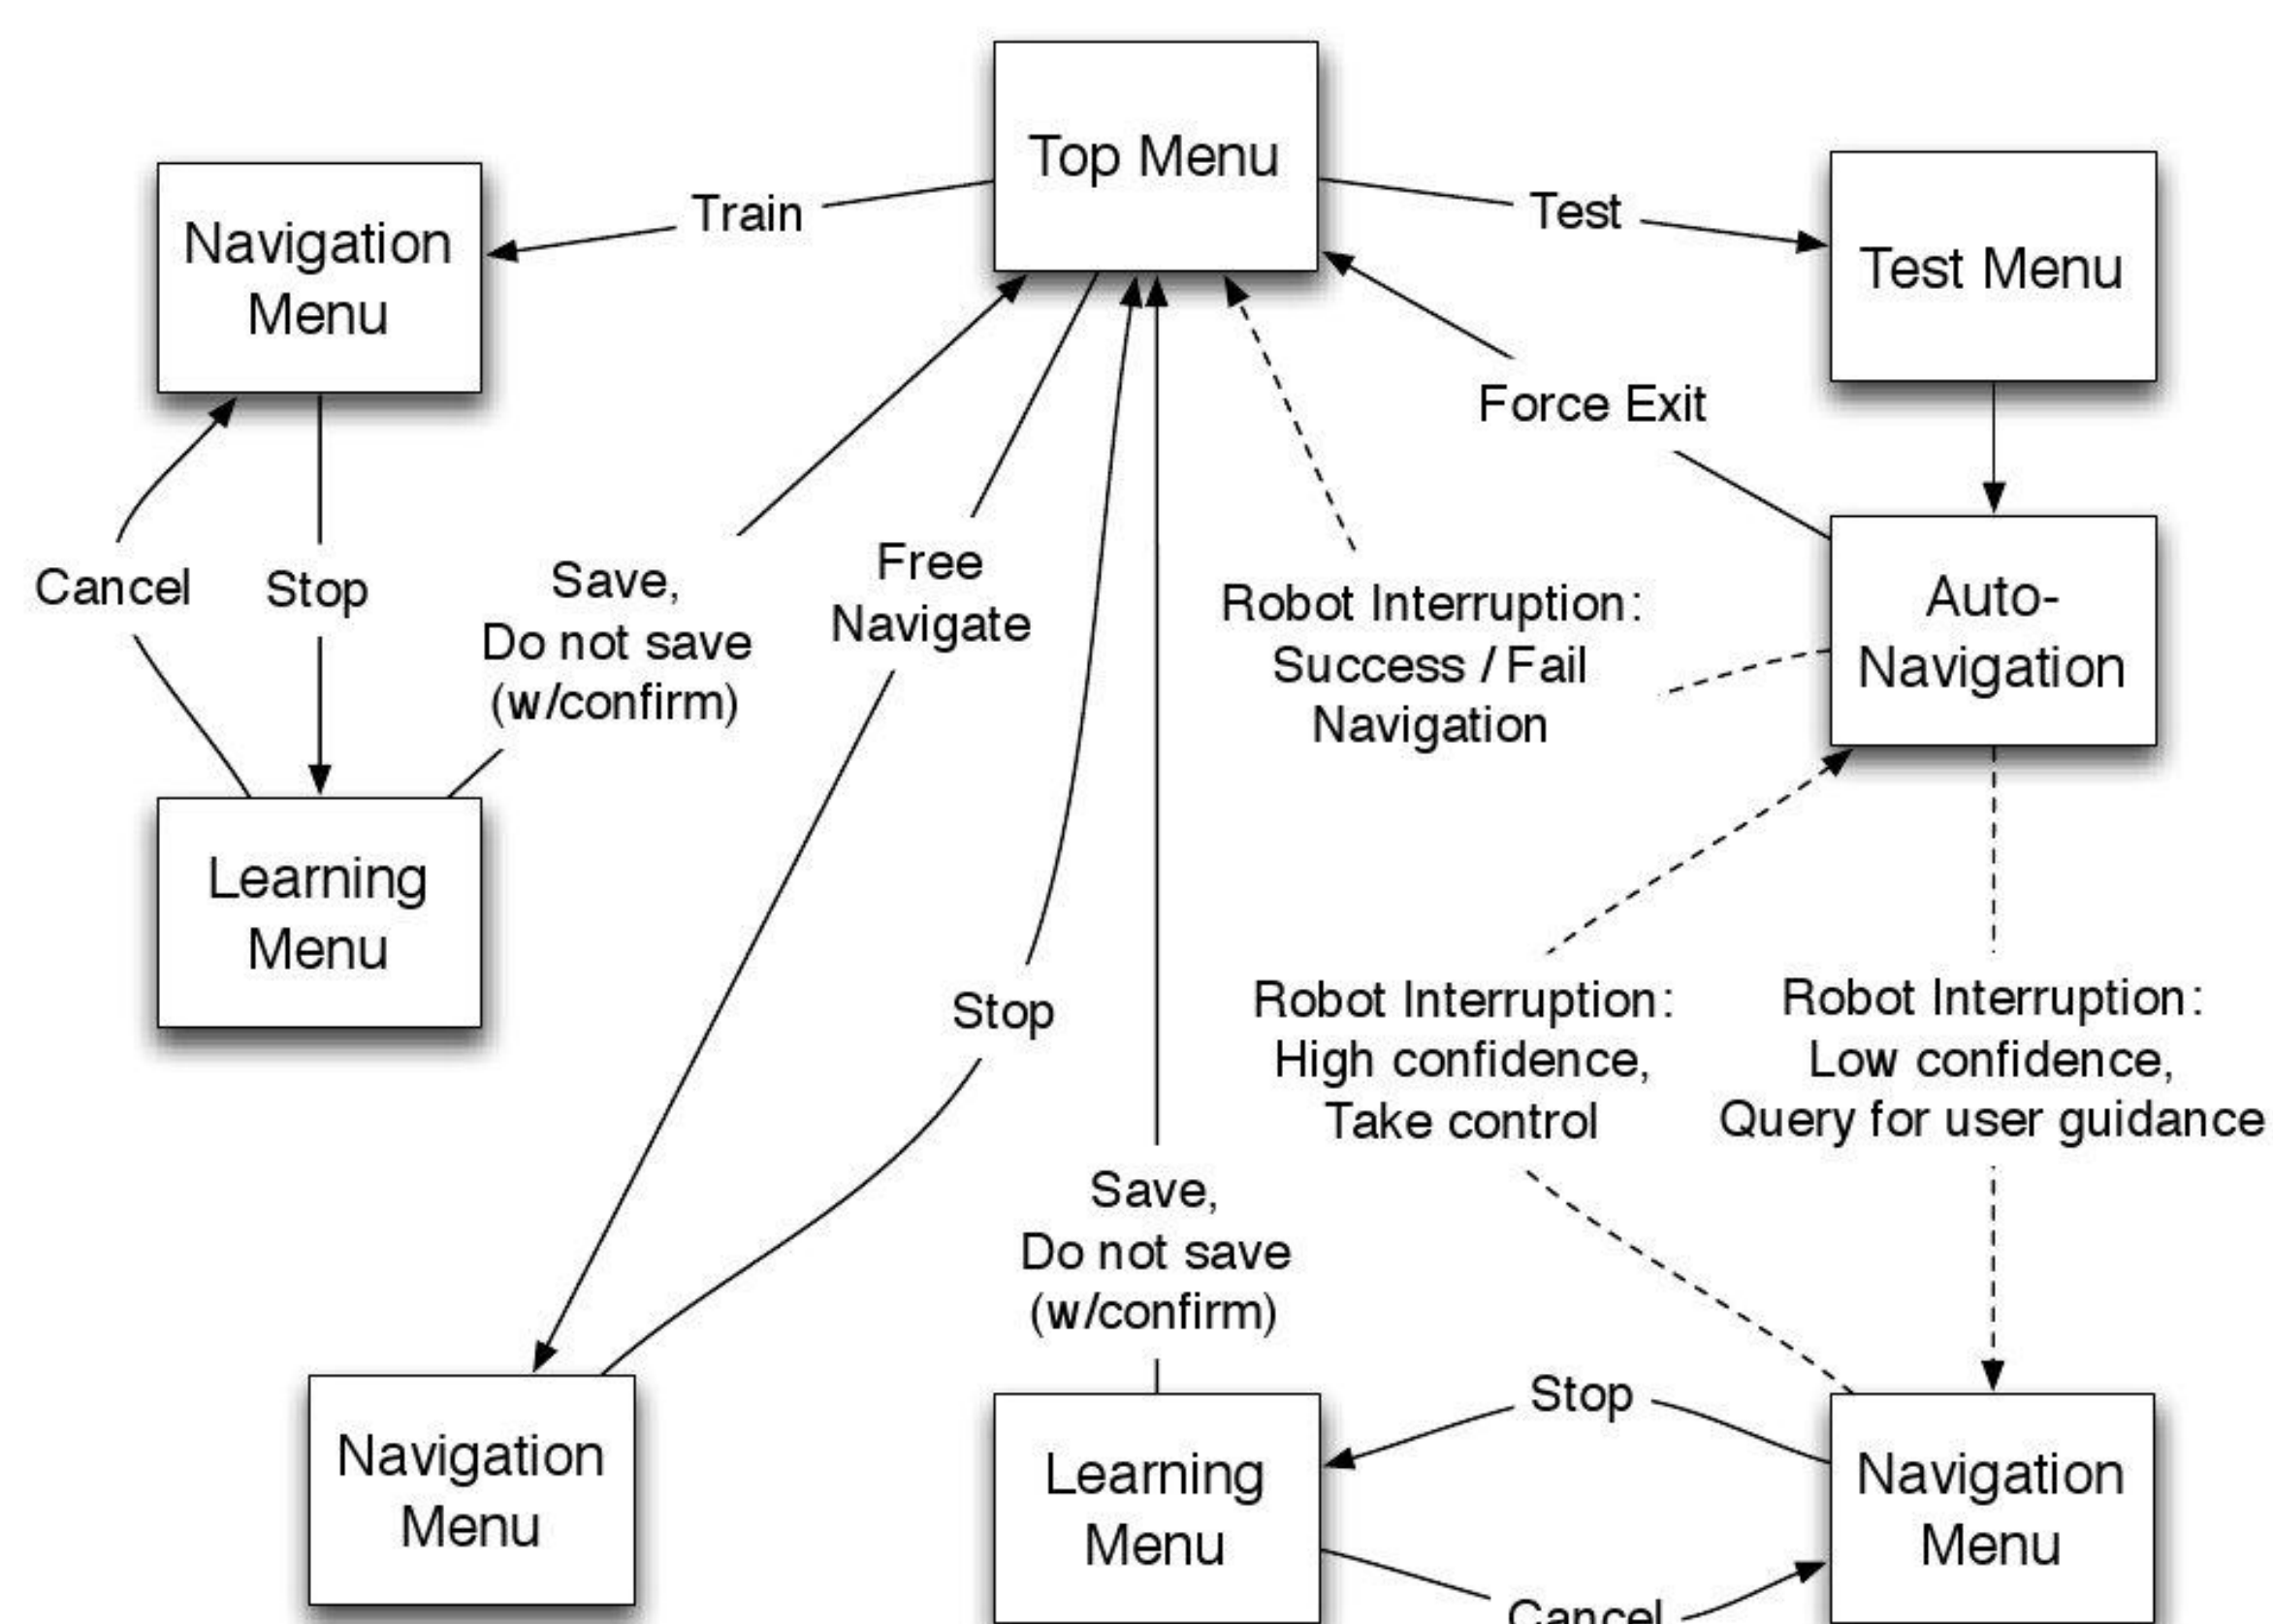 Top Menu
Navigation
Menu
Train
Test
Test Menu
Force Exit
Cancel
Stop
Save,
Do not save
(w/confirm)
Free
Navigate
Robot Interruption:
Success / Fail
Navigation
Auto-
Navigation
Learning
Menu
Stop
Robot Interruption:
High confidence,
Take control
Robot Interruption:
Low confidence,
Query for user guidance
Save,
Do not save
(w/confirm)
Navigation
Menu
Learning
Menu
Stop
Navigation
Menu
Cancel